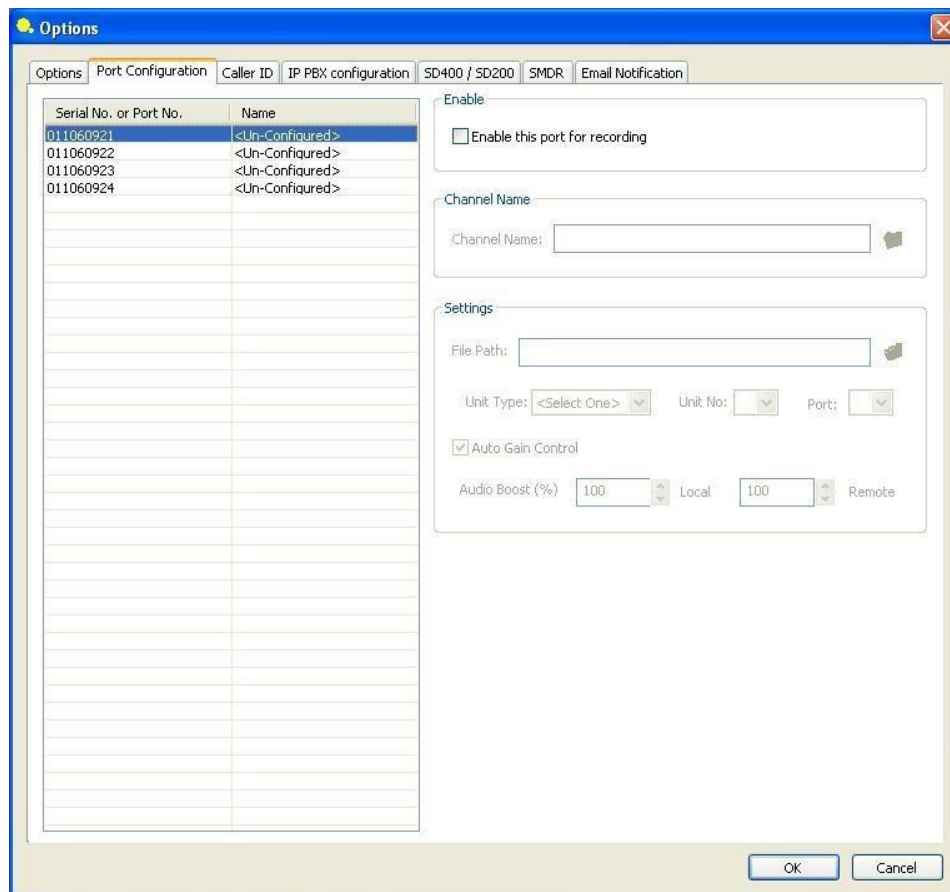 Options
Options Port Configuration Caller ID IP PBX configuration SD400 / SD200 SMDR Email Notification
Serial No. or Port No. Name
011060921 <Un-Configured>
011060922 <Un-Configured>
011060923 <Un-Configured>
011060924 <Un-Configured>
Enable
Enable this port for recording
Channel Name
Channel Name:
Settings
File Path:
Unit Type: <Select One> Unit No: Port:
Auto Gain Control
Audio Boost (%) 100 Local 100 Remote
OK Cancel